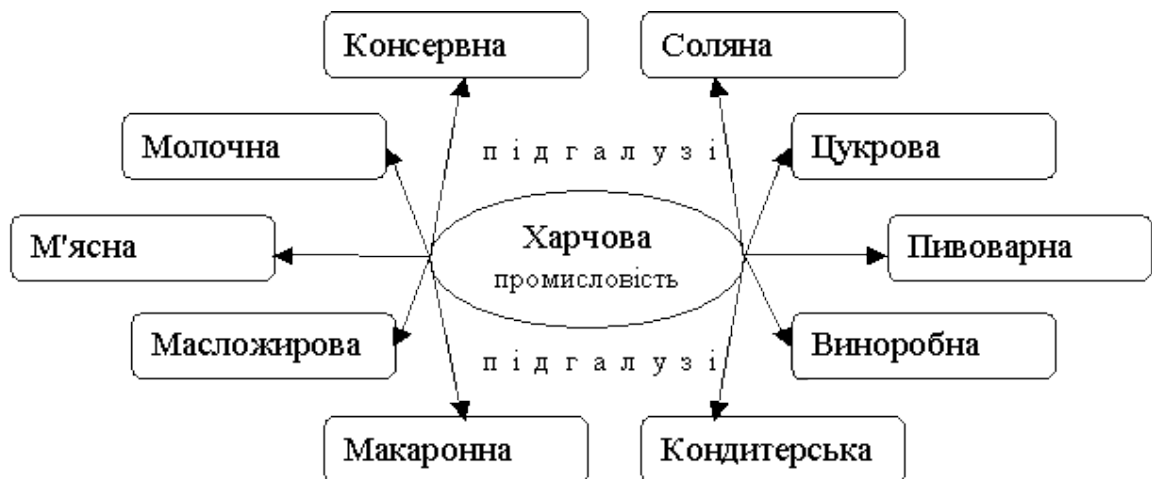 Консервна
Соляна
Молочна
підгалузі
Цукрова
М'ясна
Харчова
промисловість
Пивоварна
Масложирова
підгалузі
Виноробна
Макаронна
Кондитерська